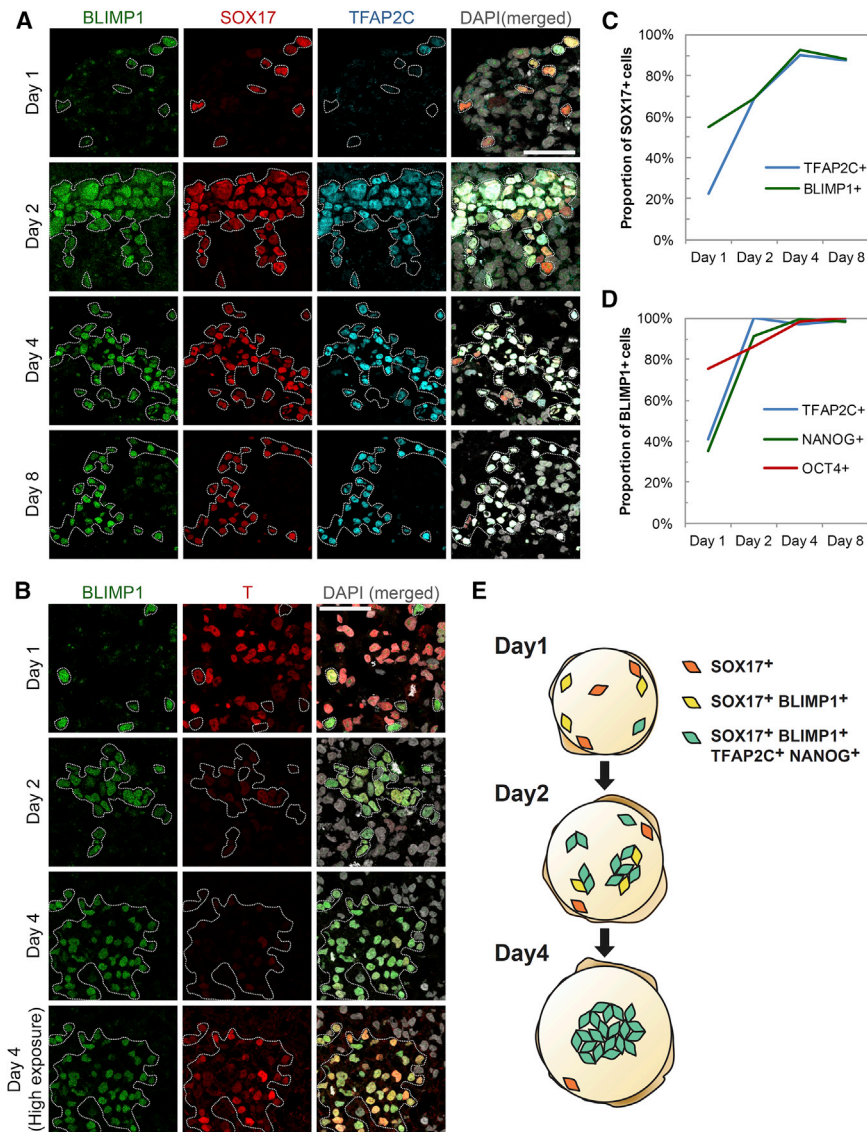 A
BLIMP1 SOX17 TFAP2C DAPI(merged)
Day 1
Day 2
Day 4
Day 8
B
BLIMP1 T DAPI (merged)
Day 1
Day 2
Day 4
Day 4
(High exposure)
C
Proportion of SOX17+ cells
100%
80%
60%
40%
20%
0%
TFAP2C+
BLIMP1+
Day 1 Day 2 Day 4 Day 8
D
Proportion of BLIMP1+ cells
100%
80%
60%
40%
20%
0%
TFAP2C+
NANOG+
OCT4+
Day 1 Day 2 Day 4 Day 8
E
Day1
SOX17+
SOX17+ BLIMP1+
SOX17+ BLIMP1+
TFAP2C+ NANOG+
Day2
Day4